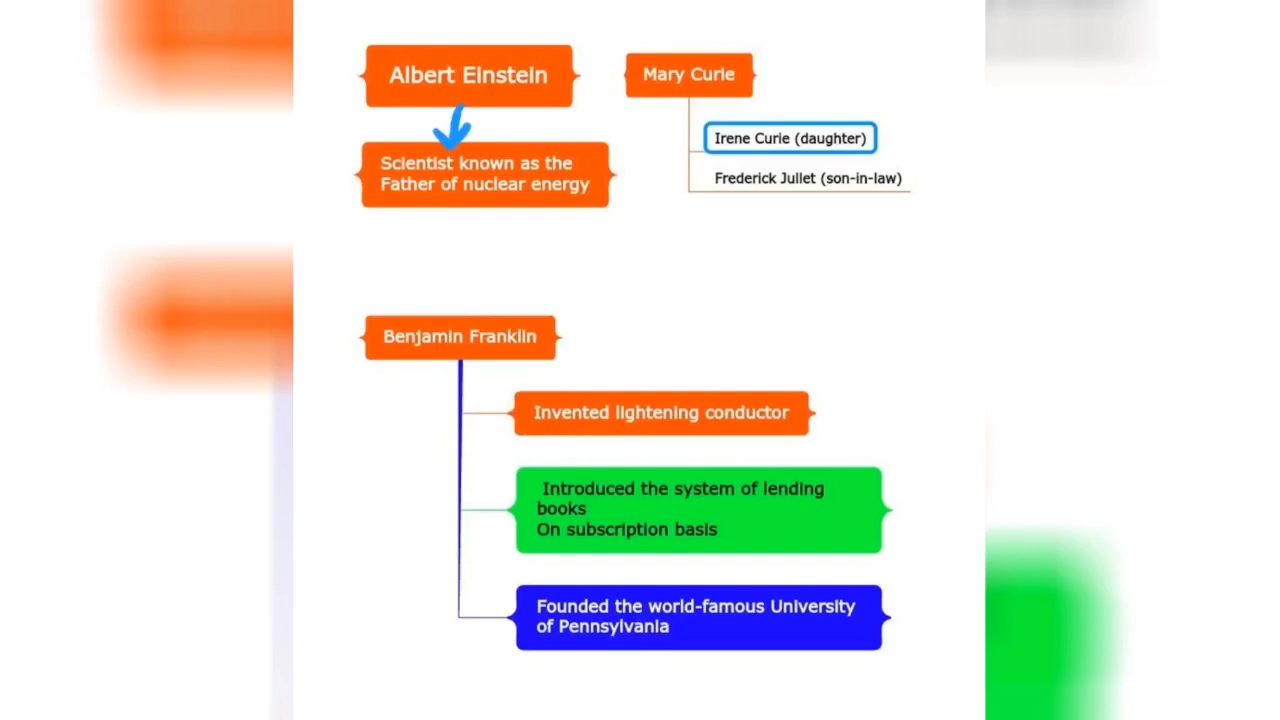 Albert Einstein
Scientist known as the
Father of nuclear energy
Mary Curie
Irene Curie (daughter)
Frederick Jullet (son-in-law)
Benjamin Franklin
Invented lightening conductor
Introduced the system of lending
books
On subscription basis
Founded the world-famous University
of Pennsylvania